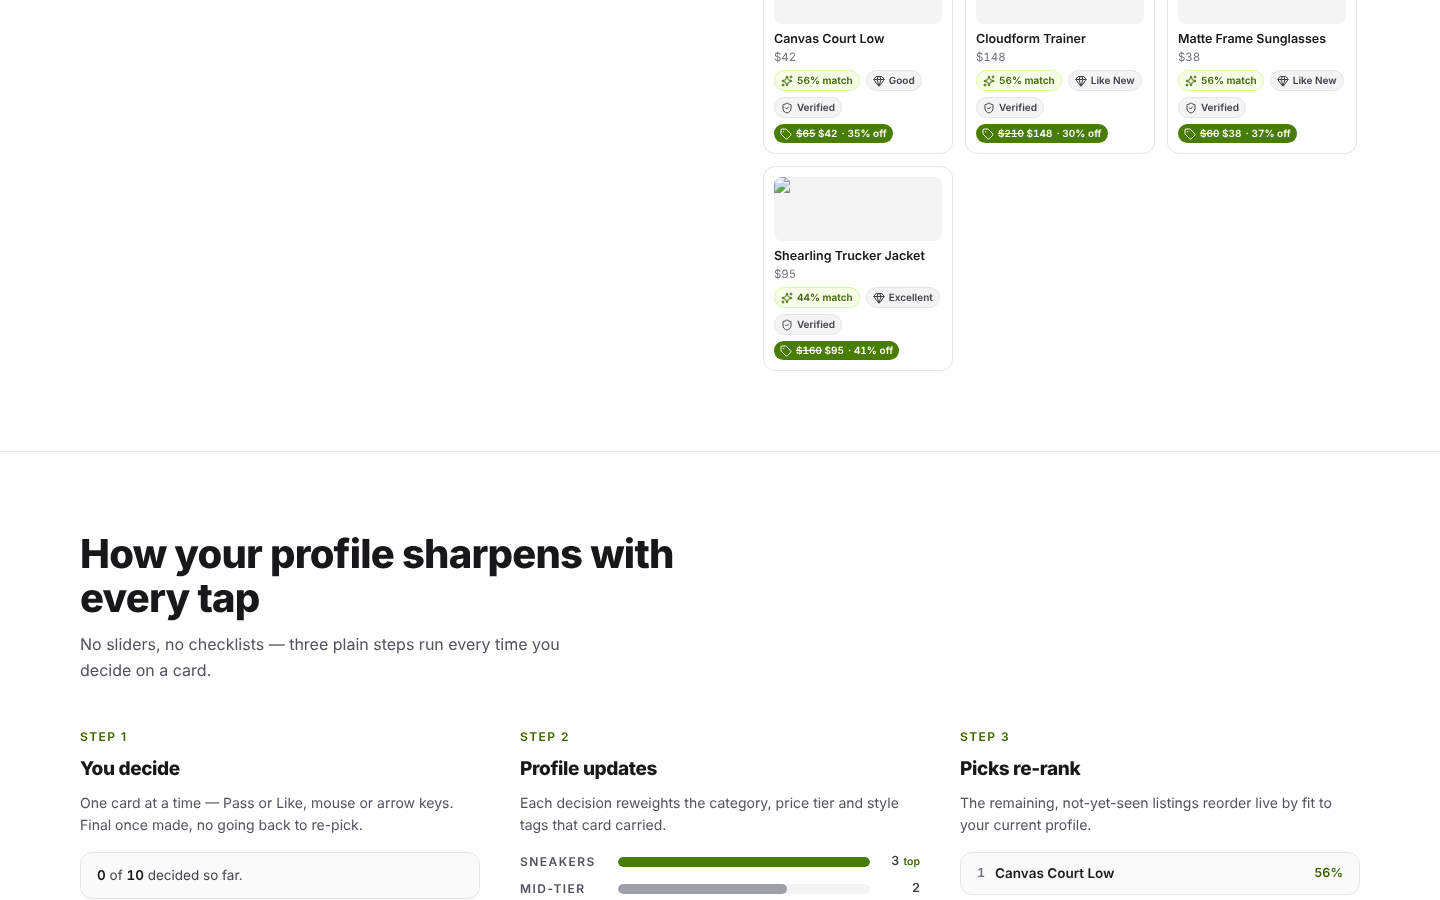 Canvas Court Low
$42
56% match
Good
Verified
$65 $42 · 35% off
Cloudform Trainer
$148
56% match
Like New
Verified
$210 $148 · 30% off
Matte Frame Sunglasses
$38
56% match
Like New
Verified
$60 $38 · 37% off
Shearling Trucker Jacket
$95
44% match
Excellent
Verified
$160 $95 · 41% off
How your profile sharpens with
every tap
No sliders, no checklists — three plain steps run every time you
decide on a card.
STEP 1
You decide
One card at a time — Pass or Like, mouse or arrow keys.
Final once made, no going back to re-pick.
0 of 10 decided so far.
STEP 2
Profile updates
Each decision reweights the category, price tier and style
tags that card carried.
SNEAKERS 3 top
MID-TIER 2
STEP 3
Picks re-rank
The remaining, not-yet-seen listings reorder live by fit to
your current profile.
1 Canvas Court Low 56%